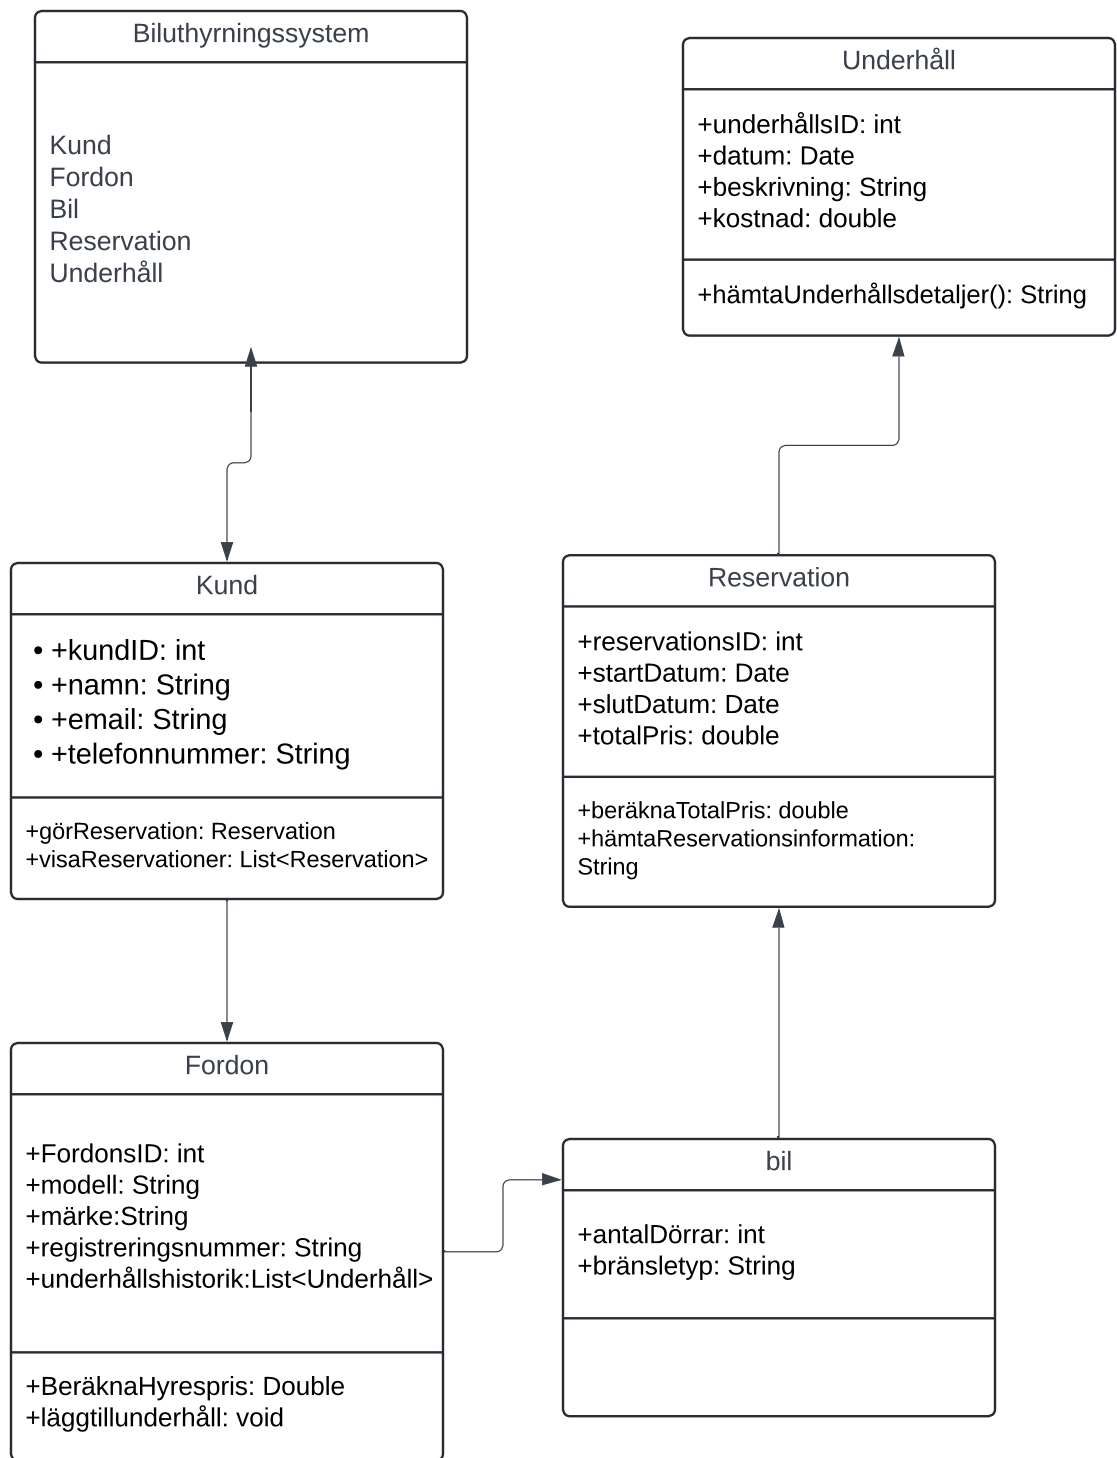 Biluthyrningssystem
Kund
Fordon
Bil
Reservation
Underhåll
Underhåll
+underhållsID: int
+datum: Date
+beskrivning: String
+kostnad: double
+hämtaUnderhållsdetaljer(): String
Kund
• +kundID: int
• +namn: String
• +email: String
• +telefonnummer: String
+görReservation: Reservation
+visaReservationer: List<Reservation>
Reservation
+reservationsID: int
+startDatum: Date
+slutDatum: Date
+totalPris: double
+beräknaTotalPris: double
+hämtaReservationsinformation:
String
Fordon
+FordonsID: int
+modell: String
+märke:String
+registreringsnummer: String
+underhållshistorik:List<Underhåll>
+BeräknaHyrespris: Double
+läggtillunderhåll: void
bil
+antalDörrar: int
+bränsletyp: String